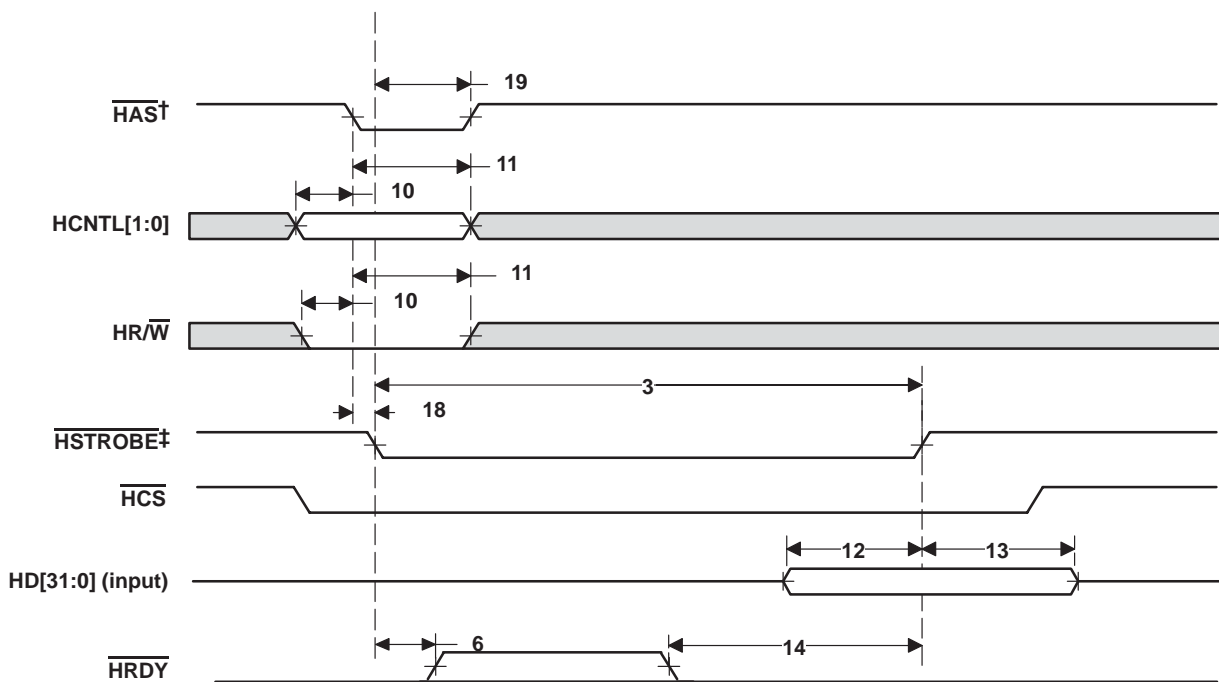 19
HAS†
11
10
HCNTL[1:0]
11
10
HR/W
3
18
HSTROBE‡
HCS
12 13
HD[31:0] (input)
6 14
HRDY